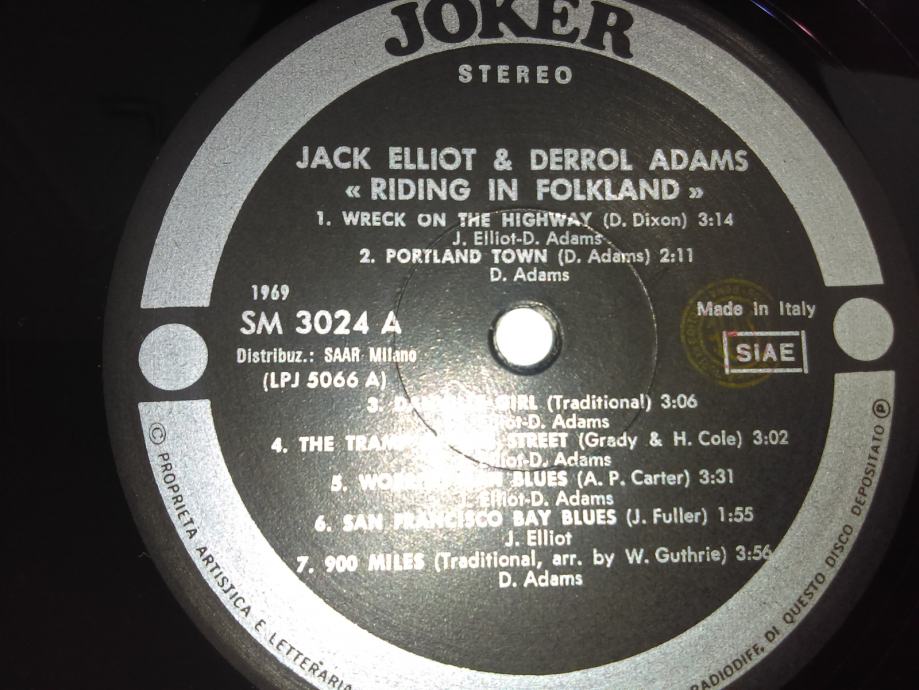 JOKER
STEREO
JACK ELLIOT & DERROL ADAMS
« RIDING IN FOLKLAND »
1. WRECK ON THE HIGHWAY (D. Dixon) 3:14
J. Elliot-D. Adams
2. PORTLAND TOWN (D. Adams) 2:11
D. Adams
1969
SM 3024 A
Distribuz.: SAAR Milano
(LPJ 5066 A)
Made in Italy
SIAE
3. GIRL (Traditional) 3:06
D. Adams
4. THE STREET (Grady & H. Cole) 3:02
D. Adams
5. BLUES (A. P. Carter) 3:31
J. Elliot-D. Adams
6. SAN FRANCISCO BAY BLUES (J. Fuller) 1:55
J. Elliot
7. 900 MILES (Traditional, arr. by W. Guthrie) 3:56
D. Adams
© PROPRIETA ARTISTICA E LETTERARIA
RADIODIFF. DI QUESTO DISCO DEPOSITATO ℗